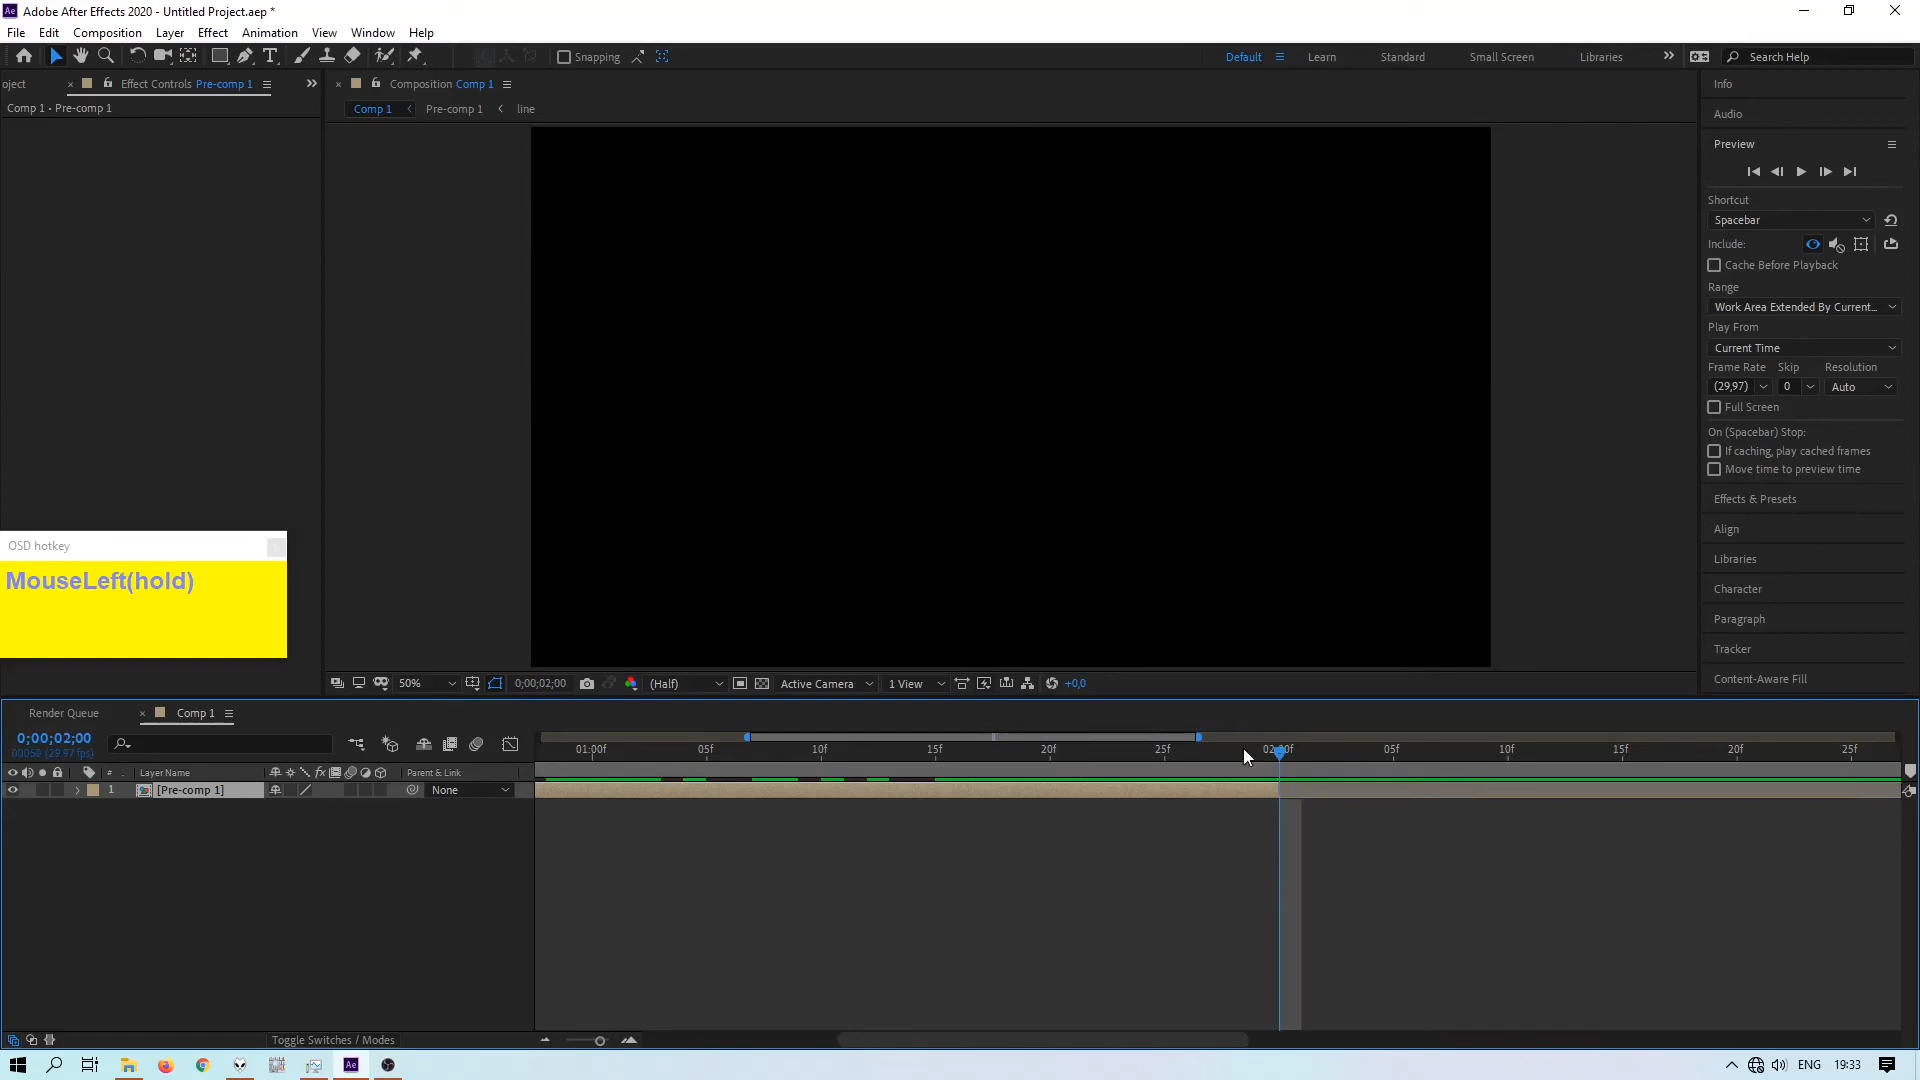 Adobe After Effects 2020 - Untitled Project.aep *
File Edit Composition Layer Effect Animation View Window Help
Snapping
Default Learn Standard Small Screen Libraries Search Help
oject Effect Controls Pre-comp 1
Composition Comp 1
Comp 1 • Pre-comp 1
Comp 1 Pre-comp 1 line
Info
Audio
Preview
Shortcut
Spacebar
Include:
Cache Before Playback
Range
Work Area Extended By Current...
Play From
Current Time
Frame Rate Skip Resolution
(29,97) 0 Auto
Full Screen
On (Spacebar) Stop:
If caching, play cached frames
Move time to preview time
Effects & Presets
Align
Libraries
Character
Paragraph
Tracker
Content-Aware Fill
OSD hotkey
MouseLeft(hold)
50% 0;00;02;00 (Half) Active Camera 1 View +0,0
Render Queue Comp 1
0;00;02;00
(29.97 fps)
01:00f 05f 10f 15f 20f 25f 05f 10f 15f 20f 25f
# Layer Name fx Parent & Link
1 [Pre-comp 1] None
Toggle Switches / Modes
ENG 19:33